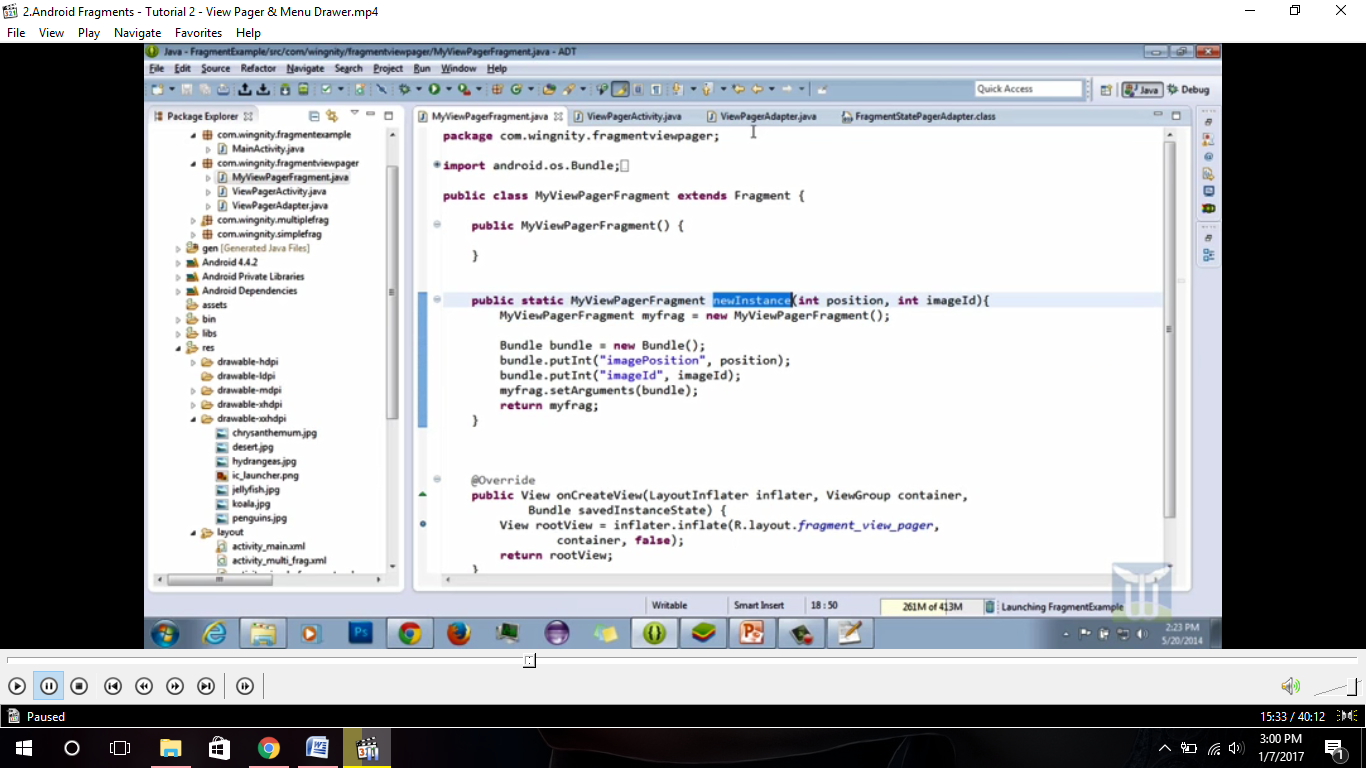 2.Android Fragments - Tutorial 2 - View Pager & Menu Drawer.mp4
File View Play Navigate Favorites Help
Java - FragmentExample/src/com/wingnity/fragmentviewpager/MyViewPagerFragment.java - ADT
File Edit Source Refactor Navigate Search Project Run Window Help
Quick Access
Java
Debug
Package Explorer
com.wingnity.fragmentexample
MainActivity.java
com.wingnity.fragmentviewpager
MyViewPagerFragment.java
ViewPagerActivity.java
ViewPagerAdapter.java
com.wingnity.multiplefrag
com.wingnity.simplefrag
gen [Generated Java Files]
Android 4.4.2
Android Private Libraries
Android Dependencies
assets
bin
libs
res
drawable-hdpi
drawable-ldpi
drawable-mdpi
drawable-xhdpi
drawable-xxhdpi
chrysanthemum.jpg
desert.jpg
hydrangeas.jpg
ic_launcher.png
jellyfish.jpg
koala.jpg
penguins.jpg
layout
activity_main.xml
activity_multi_frag.xml
MyViewPagerFragment.java ViewPagerActivity.java ViewPagerAdapter.java FragmentStatePagerAdapter.class
package com.wingnity.fragmentviewpager;
import android.os.Bundle;
public class MyViewPagerFragment extends Fragment {
public MyViewPagerFragment() {
}
public static MyViewPagerFragment newInstance(int position, int imageId){
MyViewPagerFragment myfrag = new MyViewPagerFragment();
Bundle bundle = new Bundle();
bundle.putInt("imagePosition", position);
bundle.putInt("imageId", imageId);
myfrag.setArguments(bundle);
return myfrag;
}
@Override
public View onCreateView(LayoutInflater inflater, ViewGroup container,
Bundle savedInstanceState) {
View rootView = inflater.inflate(R.layout.fragment_view_pager,
container, false);
return rootView;
}
Writable Smart Insert 18 : 50 261M of 413M Launching FragmentExample
Ps
2:23 PM
5/20/2014
Paused
15:33 / 40:12
3:00 PM
1/7/2017
1